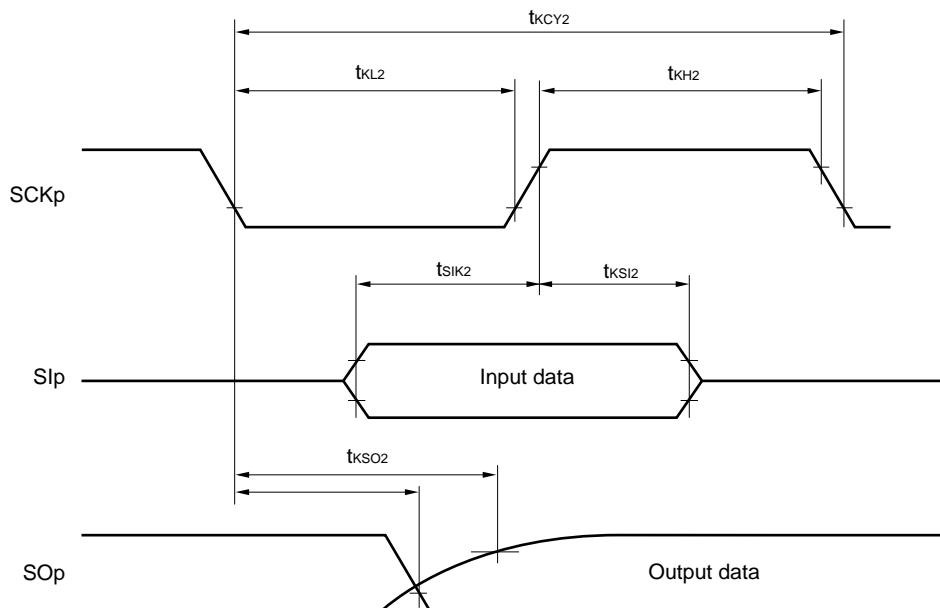 tKCY2
tKL2
tKH2
SCKp
tSIK2
tKSI2
SIp
Input data
tKSO2
SOp
Output data